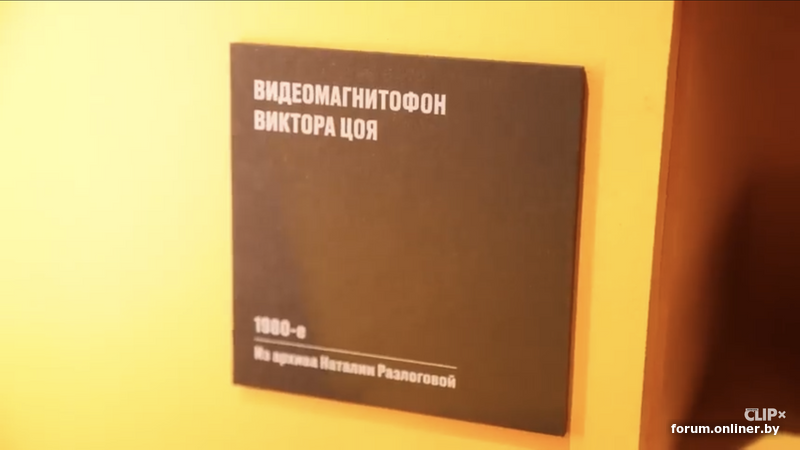 ВИДЕОМАГНИТОФОН
ВИКТОРА ЦОЯ
1980-е
Из архива Наталии Разлоговой
CLIP
forum.onliner.by